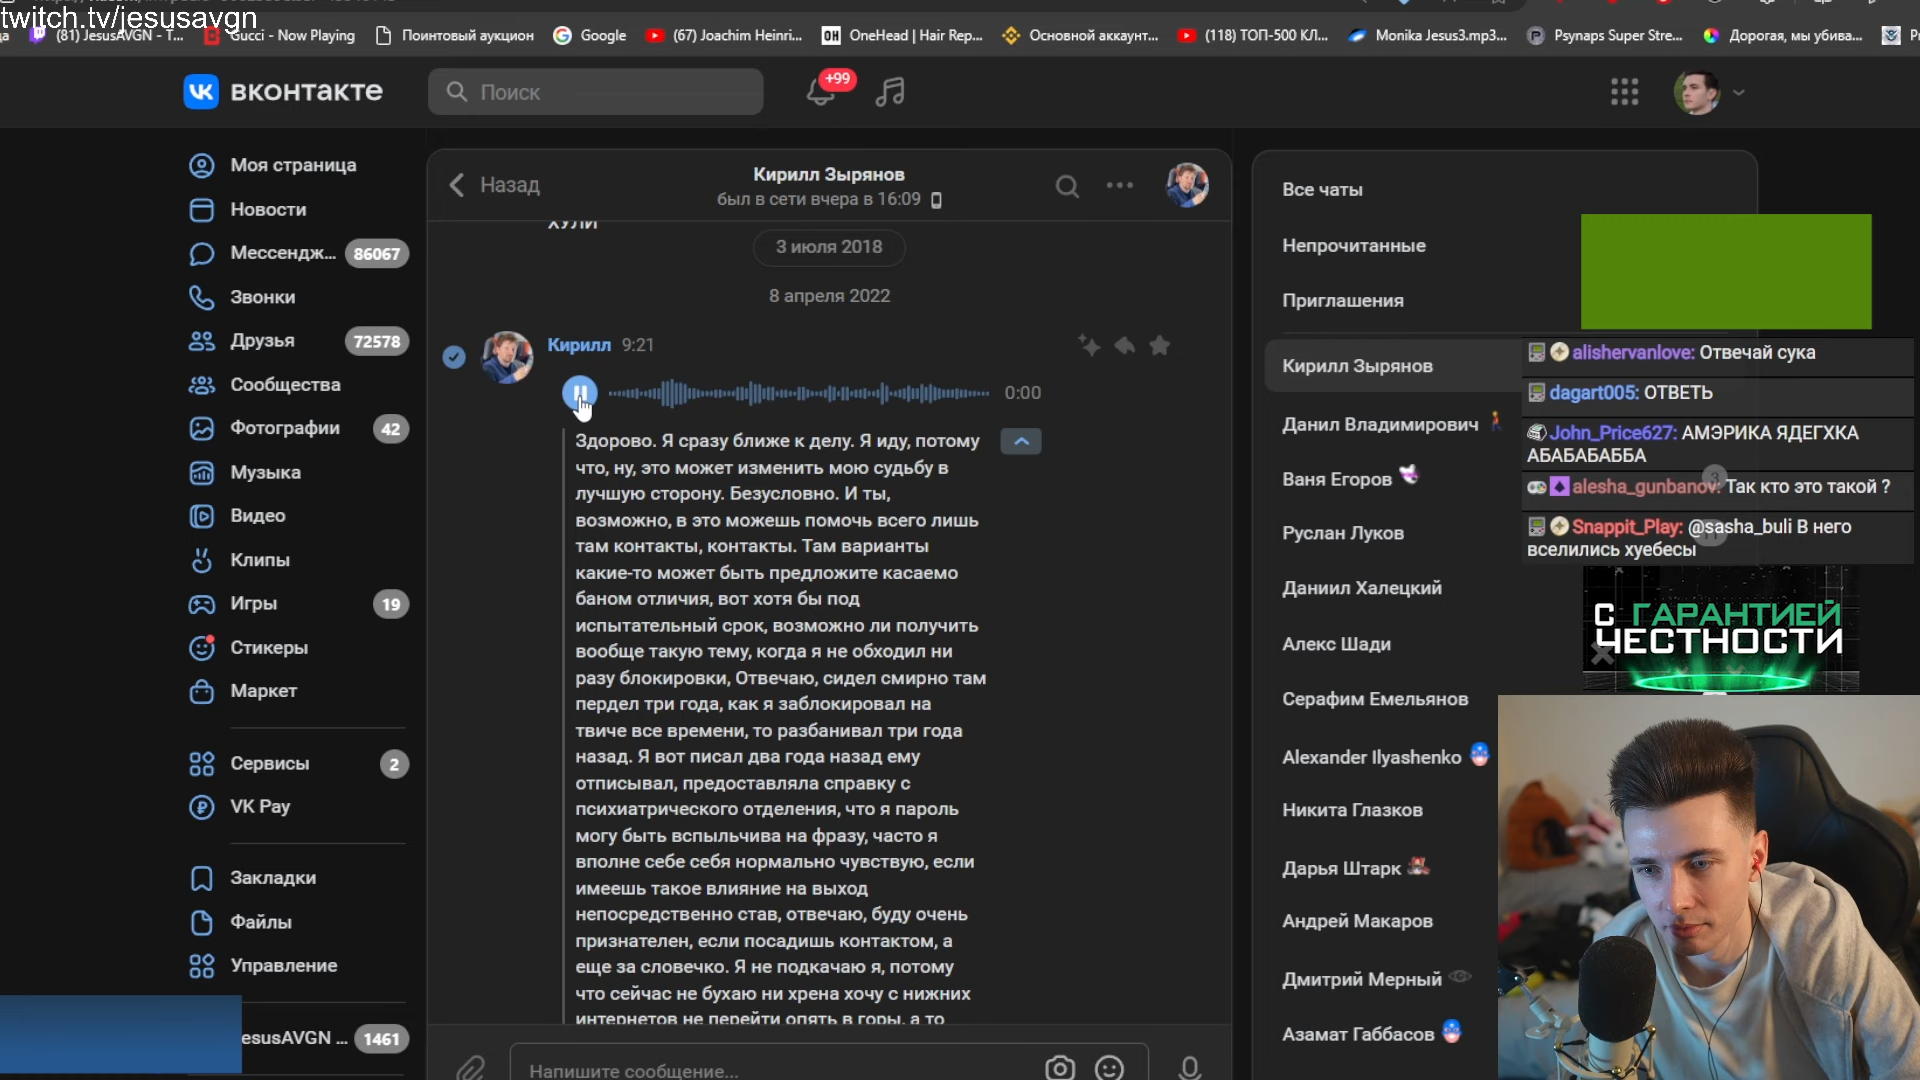 twitch.tv/jesusavgn
(81) JesusAVGN - T...
Gucci - Now Playing
Поинтовый аукцион
Google
(67) Joachim Heinri...
OneHead | Hair Rep...
Основной аккаунт...
(118) ТОП-500 КЛ...
Monika Jesus3.mp3...
Psynaps Super Stre...
Дорогая, мы убива...
вконтакте
Поиск
+99
Моя страница
Новости
Мессендж... 86067
Звонки
Друзья 72578
Сообщества
Фотографии 42
Музыка
Видео
Клипы
Игры 19
Стикеры
Маркет
Сервисы 2
VK Pay
Закладки
Файлы
Управление
esusAVGN ... 1461
Назад
Кирилл Зырянов
был в сети вчера в 16:09
ХУЛИ
3 июля 2018
8 апреля 2022
Кирилл 9:21
0:00
Здорово. Я сразу ближе к делу. Я иду, потому
что, ну, это может изменить мою судьбу в
лучшую сторону. Безусловно. И ты,
возможно, в это можешь помочь всего лишь
там контакты, контакты. Там варианты
какие-то может быть предложите касаемо
баном отличия, вот хотя бы под
испытательный срок, возможно ли получить
вообще такую тему, когда я не обходил ни
разу блокировки, Отвечаю, сидел смирно там
пердел три года, как я заблокировал на
твиче все времени, то разбанивал три года
назад. Я вот писал два года назад ему
отписывал, предоставляла справку с
психиатрического отделения, что я пароль
могу быть вспыльчива на фразу, часто я
вполне себе себя нормально чувствую, если
имеешь такое влияние на выход
непосредственно став, отвечаю, буду очень
признателен, если посадишь контактом, а
еще за словечко. Я не подкачаю я, потому
что сейчас не бухаю ни хрена хочу с нижних
интернетов не перейти опять в горы, а то
Напишите сообщение...
Все чаты
Непрочитанные
Приглашения
Кирилл Зырянов
Данил Владимирович
Ваня Егоров
Руслан Луков
Даниил Халецкий
Алекс Шади
Серафим Емельянов
Alexander Ilyashenko
Никита Глазков
Дарья Штарк
Андрей Макаров
Дмитрий Мерный
Азамат Габбасов
alishervanlove: Отвечай сука
dagart005: ОТВЕТЬ
John_Price627: АМЭРИКА ЯДЕГХКА
АБАБАБАББА
alesha_gunbanov: Так кто это такой ?
Snappit_Play: @sasha_buli В него
вселились хуебесы
С ГАРАНТИЕЙ
ЧЕСТНОСТИ